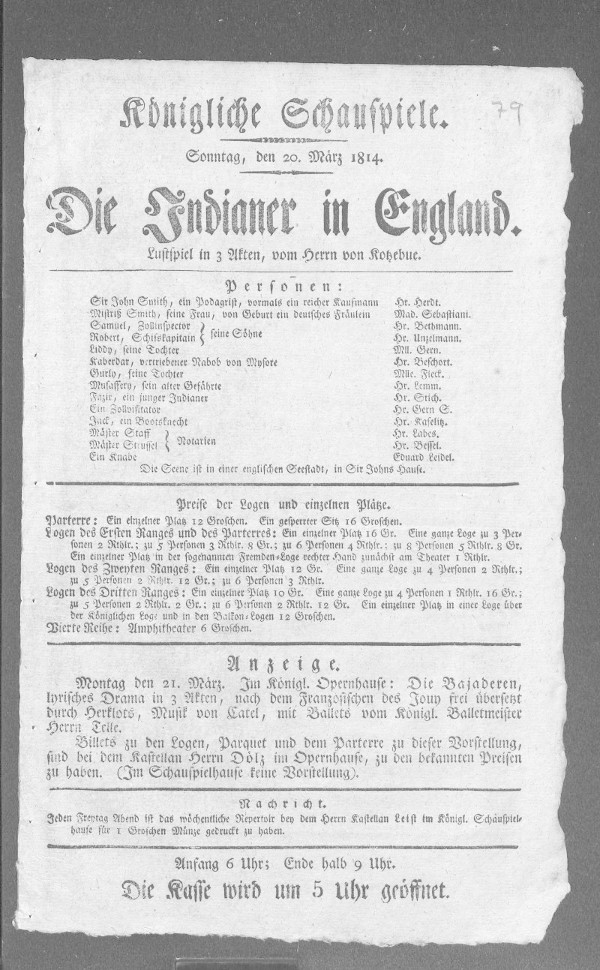 79
Königliche Schauspiele.
Sonntag, den 20. März 1814.
Die Indianer in England.
Lustspiel in 3 Akten, vom Herrn von Kotzebue.
Personen:
Sir John Smith, ein Podagrist, vormals ein reicher Kaufmann Hr. Herdt.
Mistriß Smith, seine Frau, von Geburt ein deutsches Fräulein Mad. Sebastiani.
Samuel, Zollinspector Hr. Bethmann.
seine Söhne
Robert, Schifskapitain Hr. Unzelmann.
Liddy, seine Tochter Mll. Gern.
Kaberdar, vertriebener Nabob von Mysore Hr. Beschort.
Gurly, seine Tochter Mlle. Fleck.
Musaffery, sein alter Gefährte Hr. Lemm.
Fazir, ein junger Indianer Hr. Stich.
Ein Zollvisitator Hr. Gern S.
Jack, ein Bootsknecht Hr. Kaselitz.
Mäster Staff Hr. Labes.
Notarien
Mäster Strussel Hr. Bessel.
Ein Knabe Eduard Leidel.
Die Scene ist in einer englischen Seestadt, in Sir Johns Hause.
Preise der Logen und einzelnen Plätze.
Parterre: Ein einzelner Platz 12 Groschen. Ein gesperrter Sitz 16 Groschen.
Logen des Ersten Ranges und des Parterres: Ein einzelner Platz 16 Gr. Eine ganze Loge zu 3 Per-
sonen 2 Rthlr.; zu 5 Personen 3 Rthlr. 8 Gr.; zu 6 Personen 4 Rthlr.; zu 8 Personen 5 Rthlr. 8 Gr.
Ein einzelner Platz in der sogenannten Fremden-Loge rechter Hand zunächst am Theater 1 Rthlr.
Logen des Zweyten Ranges: Ein einzelner Platz 12 Gr. Eine ganze Loge zu 4 Personen 2 Rthlr.;
zu 5 Personen 2 Rthlr. 12 Gr.; zu 6 Personen 3 Rthlr.
Logen des Dritten Ranges: Ein einzelner Platz 10 Gr. Eine ganze Loge zu 4 Personen 1 Rthlr. 16 Gr.;
zu 5 Personen 2 Rthlr. 2 Gr.; zu 6 Personen 2 Rthlr. 12 Gr. Ein einzelner Platz in einer Loge über
der Königlichen Loge und in den Balkon-Logen 12 Groschen.
Vierte Reihe: Amphitheater 6 Groschen.
Anzeige.
Montag den 21. März. Im Königl. Opernhause: Die Bajaderen,
lyrisches Drama in 3 Akten, nach dem Französischen des Jouy frei übersetzt
durch Herklots, Musik von Catel, mit Ballets vom Königl. Balletmeister
Herrn Telle.
Billets zu den Logen, Parquet und dem Parterre zu dieser Vorstellung,
sind bei dem Kastellan Herrn Dölz im Opernhause, zu den bekannten Preisen
zu haben. (Im Schauspielhause keine Vorstellung).
Nachricht.
Jeden Freytag Abend ist das wöchentliche Repertoir bey dem Herrn Kastellan Leist im Königl. Schauspiel-
hause für 1 Groschen Münze gedruckt zu haben.
Anfang 6 Uhr; Ende halb 9 Uhr.
Die Kasse wird um 5 Uhr geöffnet.